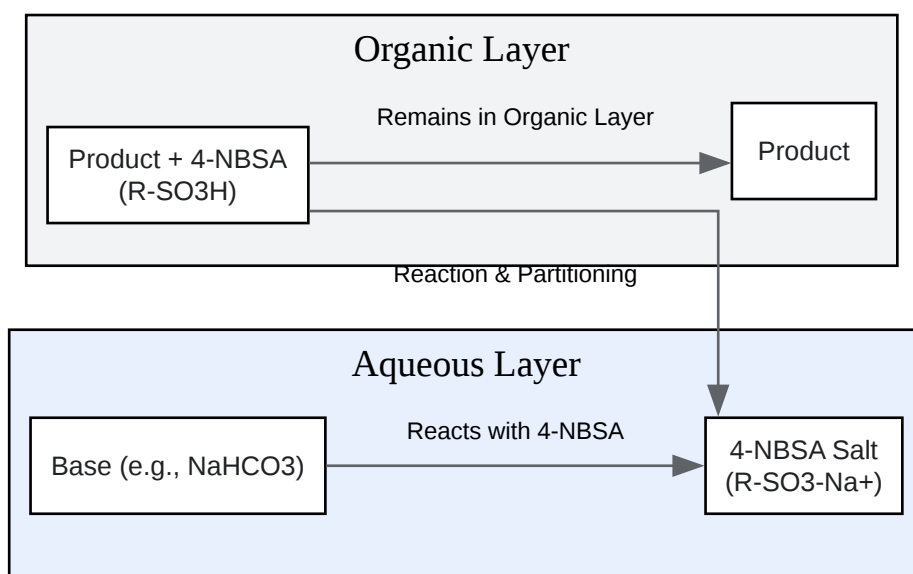 Organic Layer
Remains in Organic Layer
Product + 4-NBSA
(R-SO3H)
Product
Reaction & Partitioning
Aqueous Layer
Reacts with 4-NBSA
Base (e.g., NaHCO3)
4-NBSA Salt
(R-SO3-Na+)